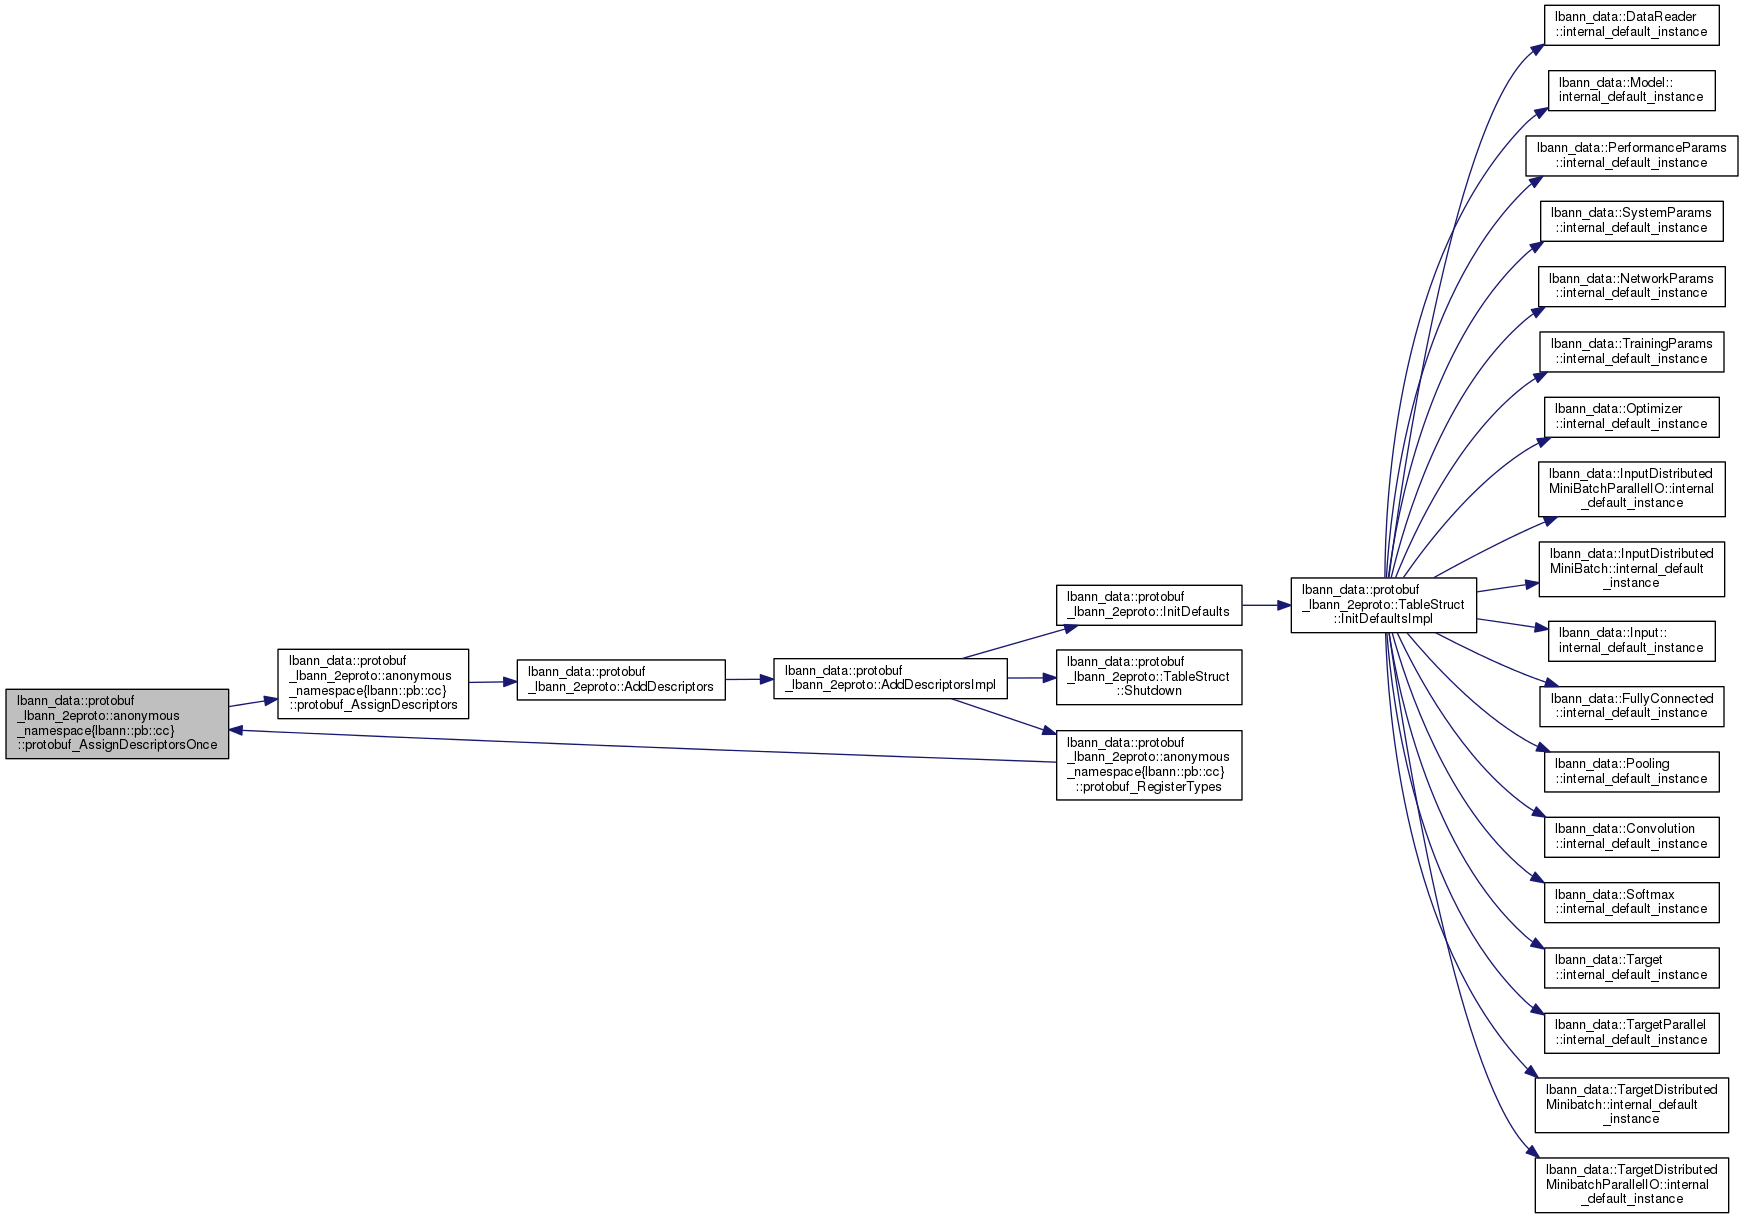 lbann_data::protobuf
_lbann_2eproto::anonymous
_namespace{lbann::pb::cc}
::protobuf_AssignDescriptorsOnce
lbann_data::protobuf
_lbann_2eproto::anonymous
_namespace{lbann::pb::cc}
::protobuf_AssignDescriptors
lbann_data::protobuf
_lbann_2eproto::AddDescriptors
lbann_data::protobuf
_lbann_2eproto::AddDescriptorsImpl
lbann_data::protobuf
_lbann_2eproto::InitDefaults
lbann_data::protobuf
_lbann_2eproto::TableStruct
::Shutdown
lbann_data::protobuf
_lbann_2eproto::anonymous
_namespace{lbann::pb::cc}
::protobuf_RegisterTypes
lbann_data::protobuf
_lbann_2eproto::TableStruct
::InitDefaultsImpl
lbann_data::DataReader
::internal_default_instance
lbann_data::Model::
internal_default_instance
lbann_data::PerformanceParams
::internal_default_instance
lbann_data::SystemParams
::internal_default_instance
lbann_data::NetworkParams
::internal_default_instance
lbann_data::TrainingParams
::internal_default_instance
lbann_data::Optimizer
::internal_default_instance
lbann_data::InputDistributed
MiniBatchParallelIO::internal
_default_instance
lbann_data::InputDistributed
MiniBatch::internal_default
_instance
lbann_data::Input::
internal_default_instance
lbann_data::FullyConnected
::internal_default_instance
lbann_data::Pooling
::internal_default_instance
lbann_data::Convolution
::internal_default_instance
lbann_data::Softmax
::internal_default_instance
lbann_data::Target
::internal_default_instance
lbann_data::TargetParallel
::internal_default_instance
lbann_data::TargetDistributed
Minibatch::internal_default
_instance
lbann_data::TargetDistributed
MinibatchParallelIO::internal
_default_instance